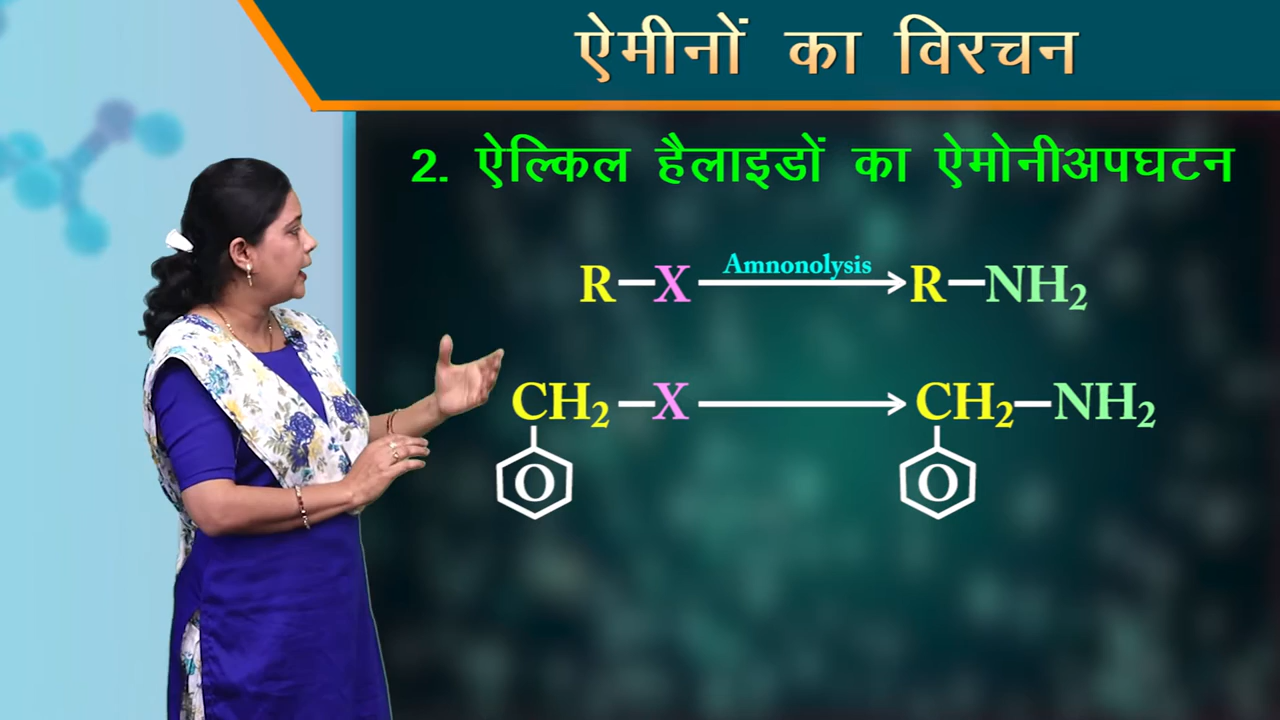 ऐमीनों का विरचन
2. ऐल्किल हैलाइडों का ऐमोनीअपघटन
Amnonolysis
R—X → R—NH₂
CH₂—X → CH₂—NH₂